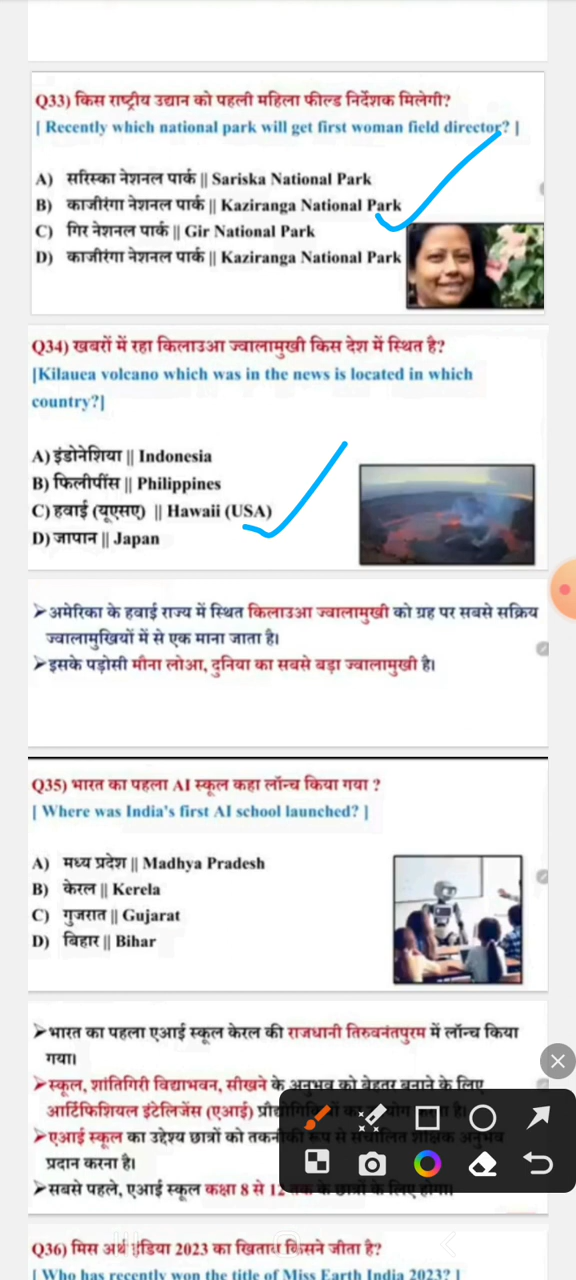 Q33) किस राष्ट्रीय उद्यान को पहली महिला फील्ड निर्देशक मिलेगी?
[ Recently which national park will get first woman field director? ]
A) सरिस्का नेशनल पार्क || Sariska National Park
B) काजीरंगा नेशनल पार्क || Kaziranga National Park
C) गिर नेशनल पार्क || Gir National Park
D) काजीरंगा नेशनल पार्क || Kaziranga National Park
Q34) खबरों में रहा किलाउआ ज्वालामुखी किस देश में स्थित है?
[Kilauea volcano which was in the news is located in which
country?]
A) इंडोनेशिया || Indonesia
B) फिलीपींस || Philippines
C) हवाई (यूएसए) || Hawaii (USA)
D) जापान || Japan
➢अमेरिका के हवाई राज्य में स्थित किलाउआ ज्वालामुखी को ग्रह पर सबसे सक्रिय
ज्वालामुखियों में से एक माना जाता है।
➢इसके पड़ोसी मौना लोआ, दुनिया का सबसे बड़ा ज्वालामुखी है।
Q35) भारत का पहला AI स्कूल कहा लॉन्च किया गया ?
[ Where was India's first AI school launched? ]
A) मध्य प्रदेश || Madhya Pradesh
B) केरल || Kerela
C) गुजरात || Gujarat
D) बिहार || Bihar
➢भारत का पहला एआई स्कूल केरल की राजधानी तिरुवनंतपुरम में लॉन्च किया
गया।
➢स्कूल, शांतिगिरी विद्याभवन, सीखने के अनुभव को बेहतर बनाने के लिए
आर्टिफिशियल इंटेलिजेंस (एआई)
➢एआई स्कूल का उद्देश्य छात्रों को तकनीकी रूप से
प्रदान करना है।
➢सबसे पहले, एआई स्कूल कक्षा 8 से 12 तक के छात्रों के लिए होगा।
Q36) मिस अर्थ इंडिया 2023 का खिताब किसने जीता है?
[ Who has recently won the title of Miss Earth India 2023? ]